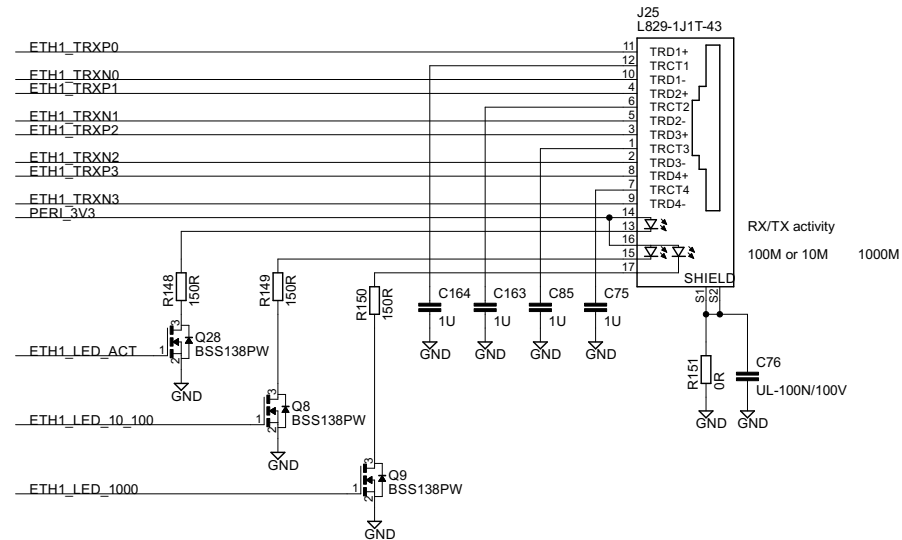 J25
L829-1J1T-43
ETH1_TRXP0 11 TRD1+
12 TRCT1
ETH1_TRXN0 10 TRD1-
ETH1_TRXP1 4 TRD2+
6 TRCT2
ETH1_TRXN1 5 TRD2-
ETH1_TRXP2 3 TRD3+
1 TRCT3
ETH1_TRXN2 2 TRD3-
ETH1_TRXP3 8 TRD4+
7 TRCT4
ETH1_TRXN3 9 TRD4-
PERI_3V3 14
13 RX/TX activity
16
15 100M or 10M 1000M
17
SHIELD
S1 S2
R148 150R
R149 150R
R150 150R
C164 1U GND
C163 1U GND
C85 1U GND
C75 1U GND
ETH1_LED_ACT 1 3 2 Q28
BSS138PW
GND
ETH1_LED_10_100 1 3 2 Q8
BSS138PW
GND
ETH1_LED_1000 1 3 2 Q9
BSS138PW
GND
R151 0R
C76
UL-100N/100V
GND GND